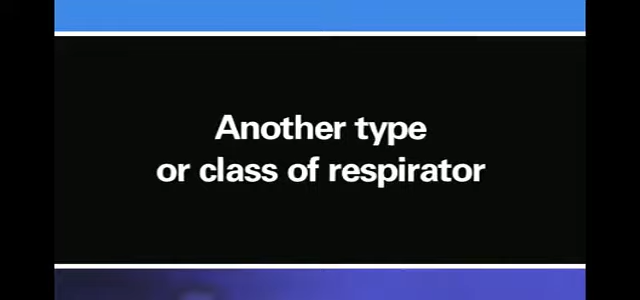 Another type
or class of respirator